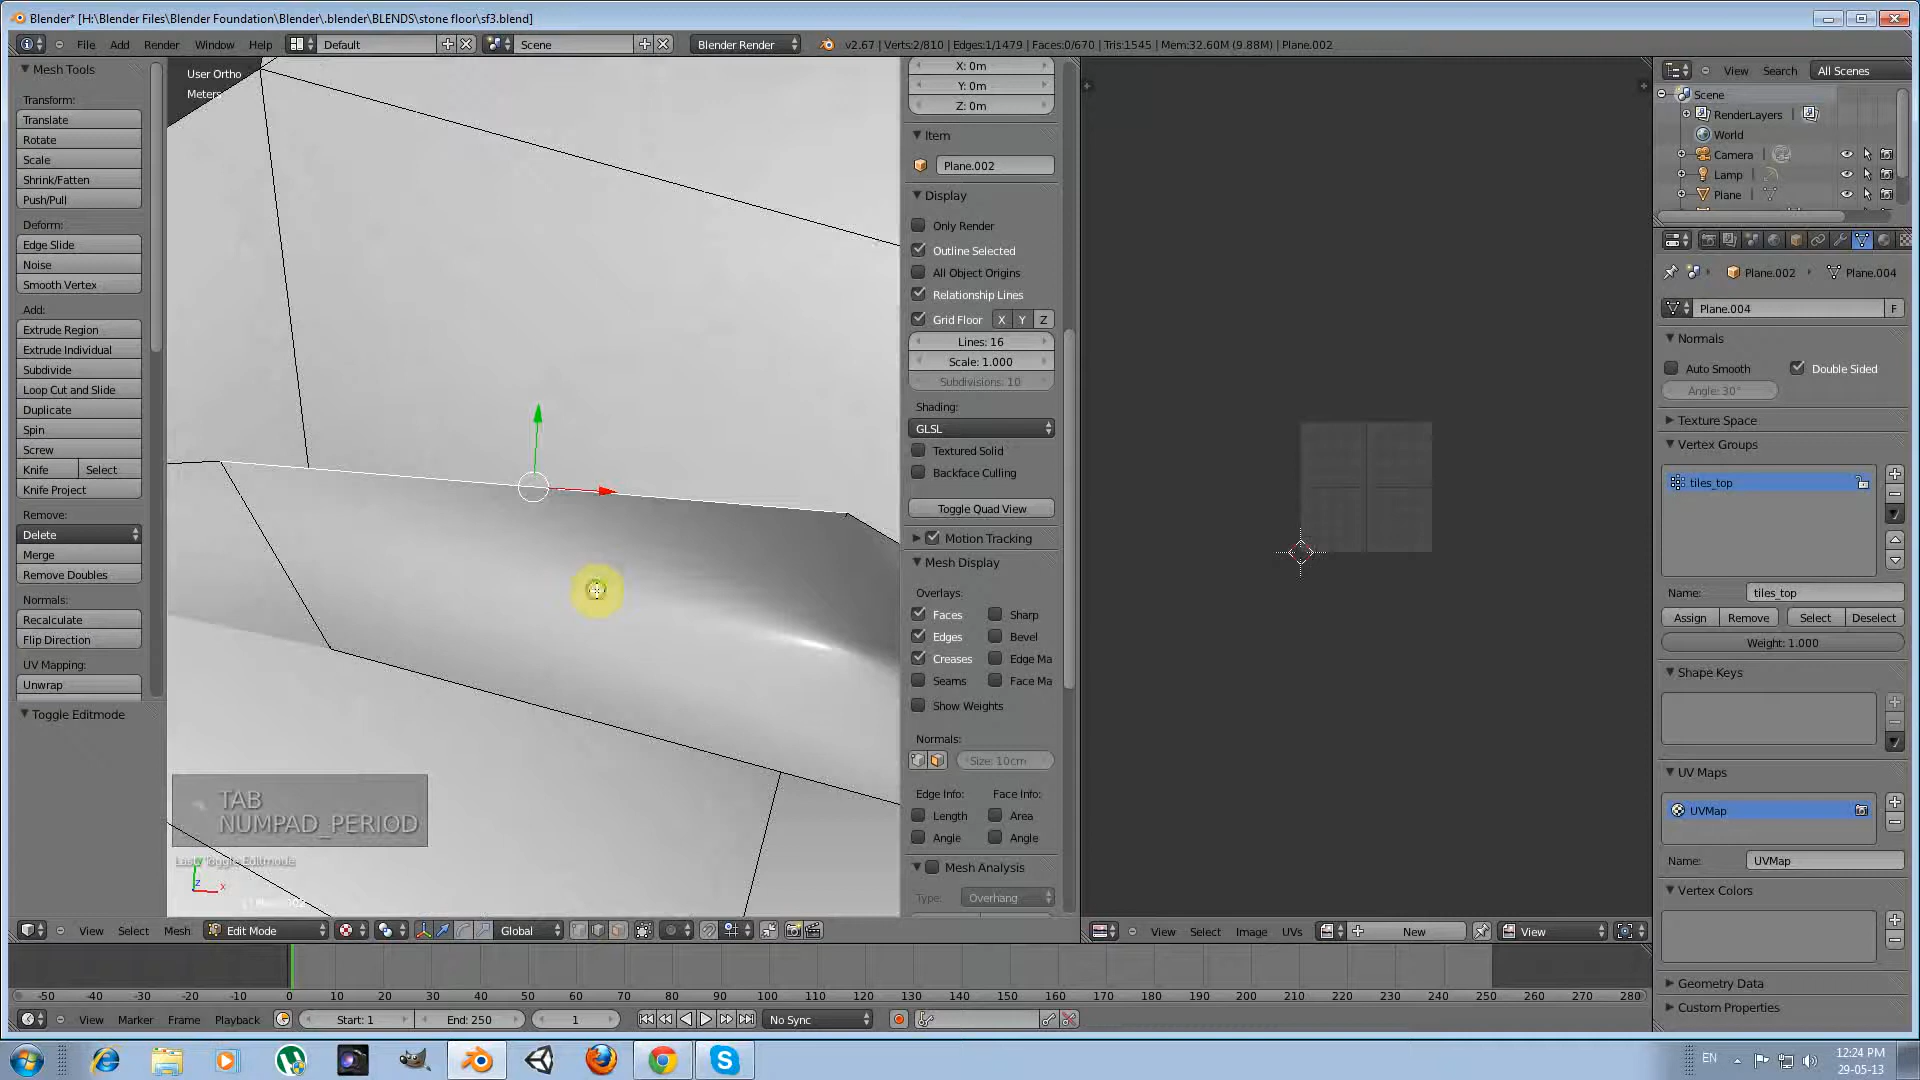 Blender* [H:\Blender Files\Blender Foundation\Blender\.blender\BLENDS\stone floor\sf3.blend]
File Add Render Window Help Default Scene Blender Render v2.67 | Verts:2/810 | Edges:1/1479 | Faces:0/670 | Tris:1545 | Mem:32.60M (9.88M) | Plane.002
Mesh Tools
Transform:
Translate
Rotate
Scale
Shrink/Fatten
Push/Pull
Deform:
Edge Slide
Noise
Smooth Vertex
Add:
Extrude Region
Extrude Individual
Subdivide
Loop Cut and Slide
Duplicate
Spin
Screw
Knife Select
Knife Project
Remove:
Delete
Merge
Remove Doubles
Normals:
Recalculate
Flip Direction
UV Mapping:
Unwrap
Toggle Editmode
User Ortho
Meters
TAB
NUMPAD_PERIOD
Last: Toggle Editmode
y
z
x
X: 0m
Y: 0m
Z: 0m
Item
Plane.002
Display
Only Render
Outline Selected
All Object Origins
Relationship Lines
Grid Floor X Y Z
Lines: 16
Scale: 1.000
Subdivisions: 10
Shading:
GLSL
Textured Solid
Backface Culling
Toggle Quad View
Motion Tracking
Mesh Display
Overlays:
Faces Sharp
Edges Bevel
Creases Edge Ma
Seams Face Ma
Show Weights
Normals:
Size: 10cm
Edge Info: Face Info:
Length Area
Angle Angle
Mesh Analysis
Type: Overhang
View Search All Scenes
Scene
RenderLayers
World
Camera
Lamp
Plane
Plane.002 Plane.004
Plane.004 F
Normals
Auto Smooth Double Sided
Angle: 30°
Texture Space
Vertex Groups
tiles_top
Name: tiles_top
Assign Remove Select Deselect
Weight: 1.000
Shape Keys
UV Maps
UVMap
Name: UVMap
Vertex Colors
Geometry Data
Custom Properties
View Select Mesh Edit Mode Global
View Select Image UVs New View
-50 -40 -30 -20 -10 0 10 20 30 40 50 60 70 80 90 100 110 120 130 140 150 160 170 180 190 200 210 220 230 240 250 260 270 280
View Marker Frame Playback Start: 1 End: 250 1 No Sync
EN 12:24 PM
29-05-13